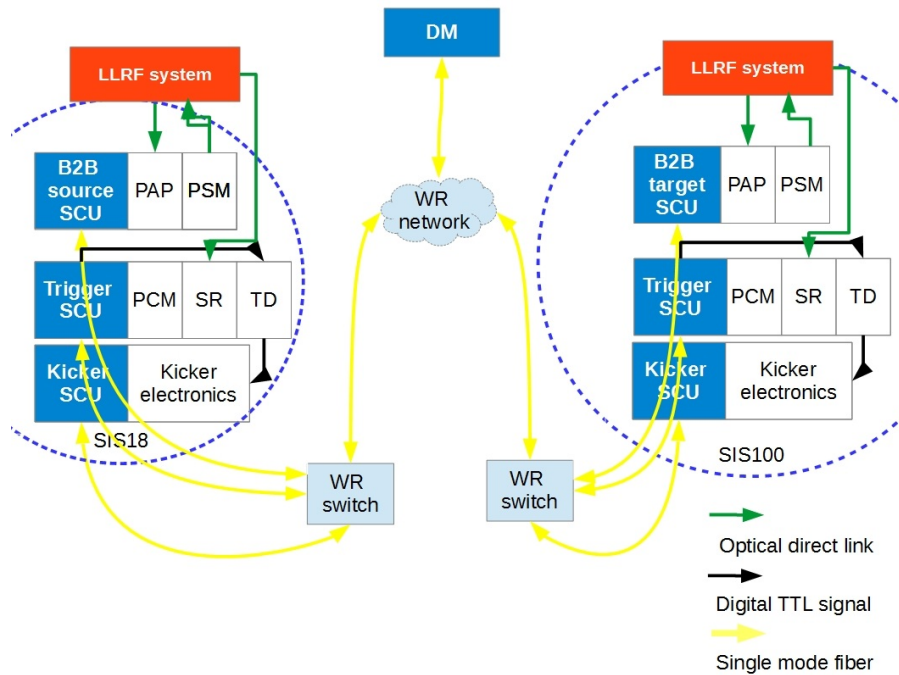 DM
LLRF system
LLRF system
B2B
source
SCU
PAP
PSM
B2B
target
SCU
PAP
PSM
WR
network
Trigger
SCU
PCM
SR
TD
Trigger
SCU
PCM
SR
TD
Kicker
SCU
Kicker
electronics
Kicker
SCU
Kicker
electronics
SIS18
SIS100
WR
switch
WR
switch
Optical direct link
Digital TTL signal
Single mode fiber